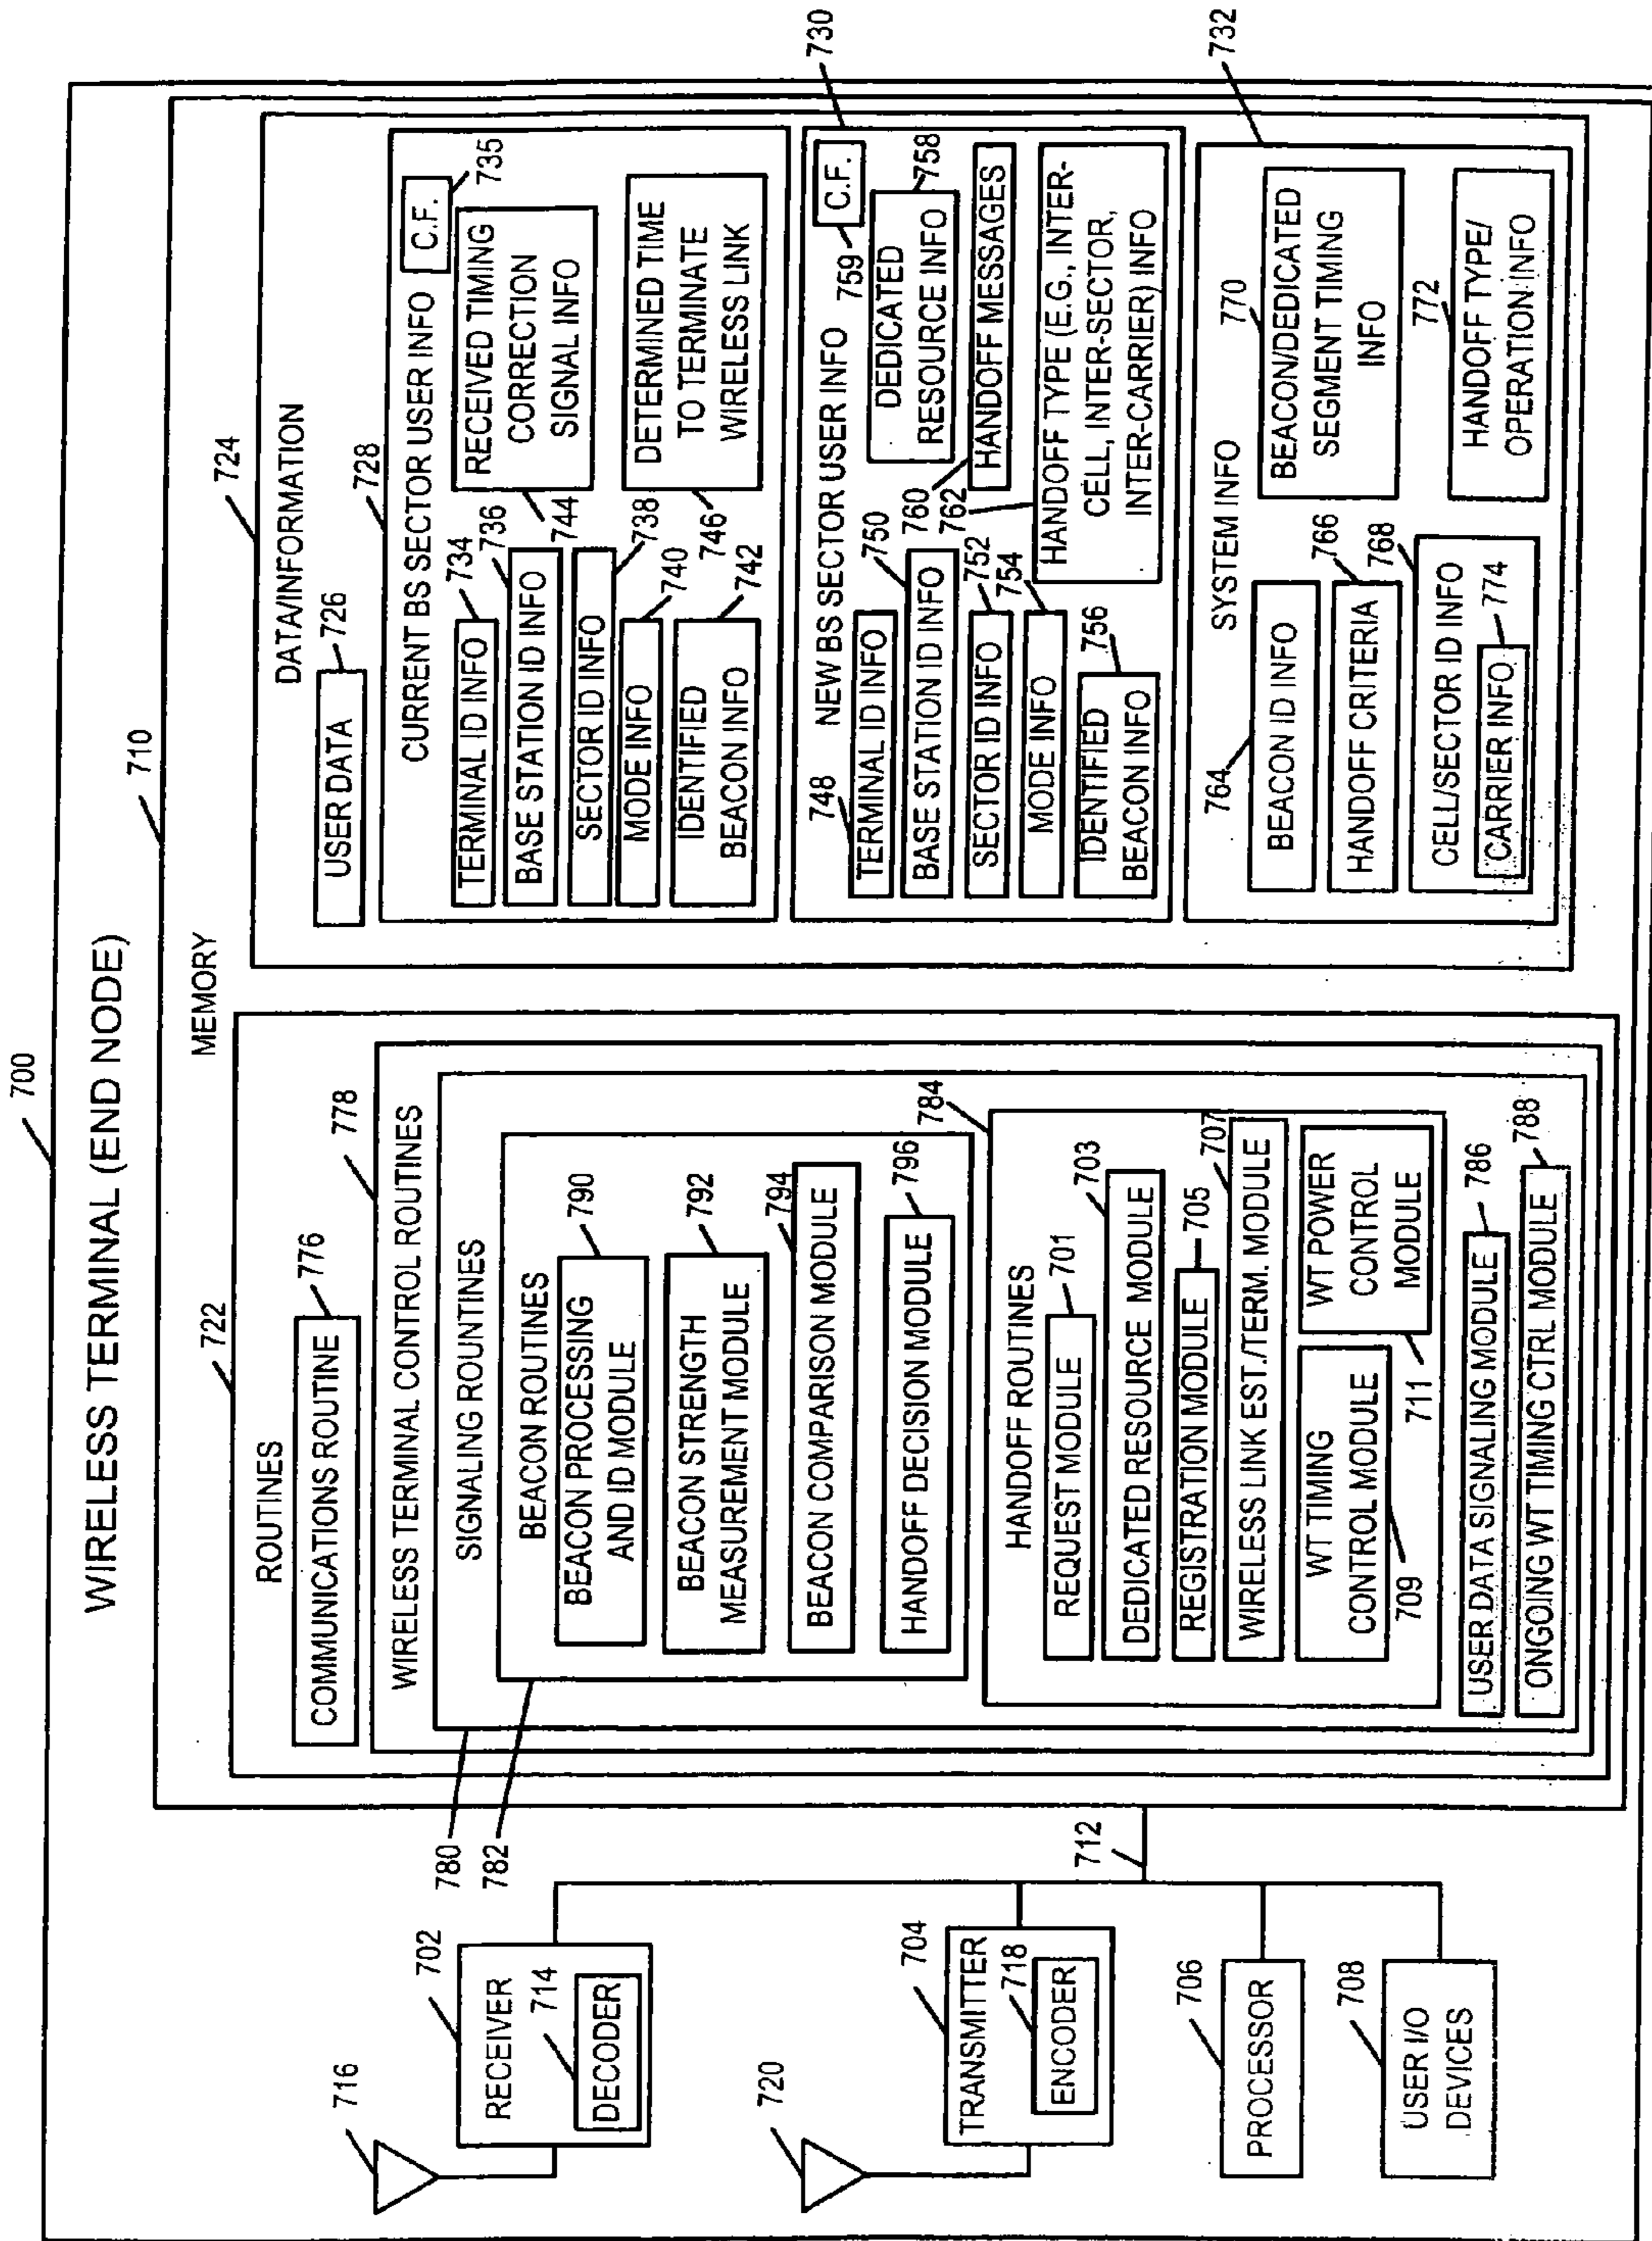 WIRELESS TERMINAL (END NODE)
700
710
716
702
RECEIVER
714
DECODER
720
704
TRANSMITTER
718
ENCODER
706
PROCESSOR
708
USER I/O
DEVICES
712
MEMORY
722
ROUTINES
776
COMMUNICATIONS ROUTINE
778
WIRELESS TERMINAL CONTROL ROUTINES
780
SIGNALING ROUNTINES
782
BEACON ROUTINES
790
BEACON PROCESSING
AND ID MODULE
792
BEACON STRENGTH
MEASUREMENT MODULE
794
BEACON COMPARISON MODULE
796
HANDOFF DECISION MODULE
784
HANDOFF ROUTINES
701
REQUEST MODULE
703
DEDICATED RESOURCE MODULE
705
REGISTRATION MODULE
707
WIRELESS LINK EST./TERM. MODULE
WT TIMING
CONTROL MODULE
709
WT POWER
CONTROL
MODULE
711
786
USER DATA SIGNALING MODULE
788
ONGOING WT TIMING CTRL MODULE
724
DATA/INFORMATION
726
USER DATA
728
CURRENT BS SECTOR USER INFO
C.F.
735
734
TERMINAL ID INFO
736
BASE STATION ID INFO
738
SECTOR ID INFO
740
MODE INFO
742
IDENTIFIED
BEACON INFO
744
RECEIVED TIMING
CORRECTION
SIGNAL INFO
746
DETERMINED TIME
TO TERMINATE
WIRELESS LINK
730
NEW BS SECTOR USER INFO
759
C.F.
748
TERMINAL ID INFO
750
BASE STATION ID INFO
752
SECTOR ID INFO
754
MODE INFO
756
IDENTIFIED
BEACON INFO
758
DEDICATED
RESOURCE INFO
760
HANDOFF MESSAGES
762
HANDOFF TYPE (E.G., INTER-
CELL, INTER-SECTOR,
INTER-CARRIER) INFO
732
SYSTEM INFO
764
BEACON ID INFO
766
HANDOFF CRITERIA
768
CELL/SECTOR ID INFO
774
CARRIER INFO
770
BEACON/DEDICATED
SEGMENT TIMING
INFO
772
HANDOFF TYPE/
OPERATION INFO